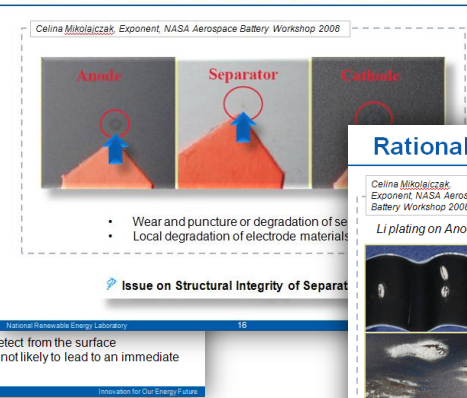 Celina Mikolajczak, Exponent, NASA Aerospace Battery Workshop 2008
Anode
Separator
Cathode
• Wear and puncture or degradation of se
• Local degradation of electrode materials
Issue on Structural Integrity of Separat
National Renewable Energy Laboratory
16
Rational
Celina Mikolajczak,
Exponent, NASA Aeros
Battery Workshop 2008
Li plating on Ano
etect from the surface
not likely to lead to an immediate
Innovation for Our Energy Future